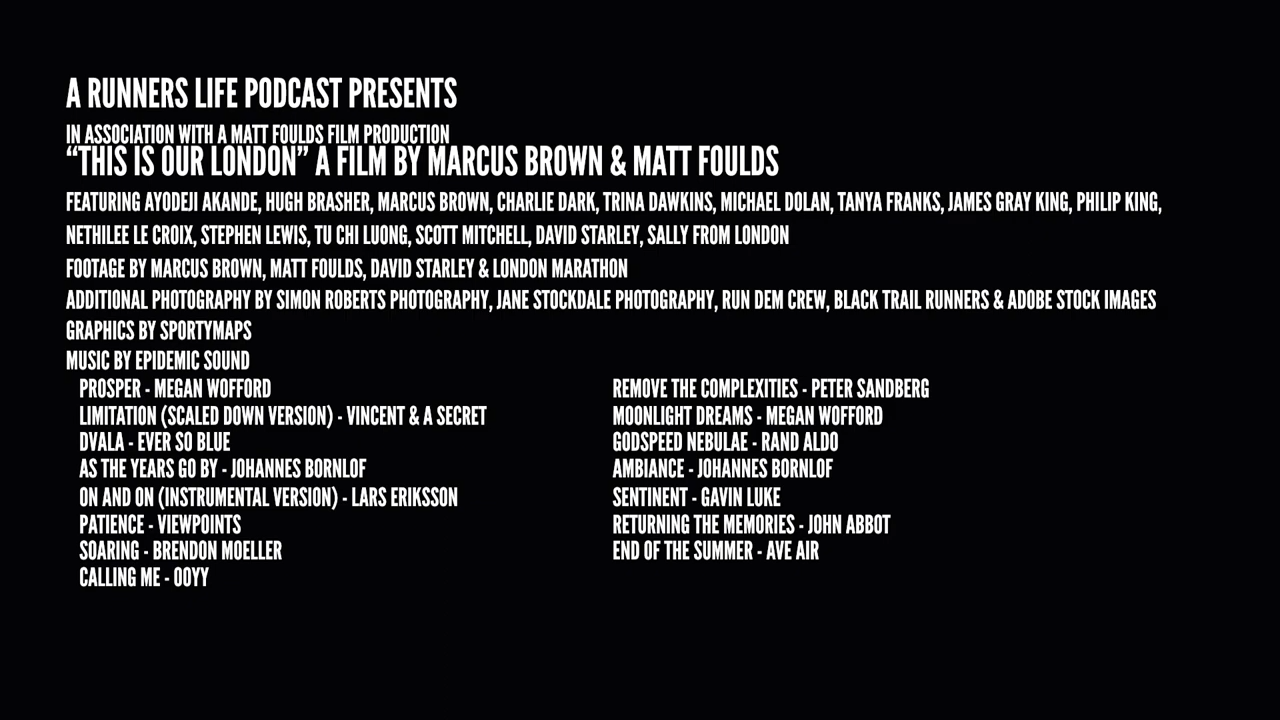 A RUNNERS LIFE PODCAST PRESENTS
IN ASSOCIATION WITH A MATT FOULDS FILM PRODUCTION
“THIS IS OUR LONDON” A FILM BY MARCUS BROWN & MATT FOULDS
FEATURING AYODEJI AKANDE, HUGH BRASHER, MARCUS BROWN, CHARLIE DARK, TRINA DAWKINS, MICHAEL DOLAN, TANYA FRANKS, JAMES GRAY KING, PHILIP KING,
NETHILEE LE CROIX, STEPHEN LEWIS, TU CHI LUONG, SCOTT MITCHELL, DAVID STARLEY, SALLY FROM LONDON
FOOTAGE BY MARCUS BROWN, MATT FOULDS, DAVID STARLEY & LONDON MARATHON
ADDITIONAL PHOTOGRAPHY BY SIMON ROBERTS PHOTOGRAPHY, JANE STOCKDALE PHOTOGRAPHY, RUN DEM CREW, BLACK TRAIL RUNNERS & ADOBE STOCK IMAGES
GRAPHICS BY SPORTYMAPS
MUSIC BY EPIDEMIC SOUND
PROSPER - MEGAN WOFFORD
LIMITATION (SCALED DOWN VERSION) - VINCENT & A SECRET
DVALA - EVER SO BLUE
AS THE YEARS GO BY - JOHANNES BORNLOF
ON AND ON (INSTRUMENTAL VERSION) - LARS ERIKSSON
PATIENCE - VIEWPOINTS
SOARING - BRENDON MOELLER
CALLING ME - OOYY
REMOVE THE COMPLEXITIES - PETER SANDBERG
MOONLIGHT DREAMS - MEGAN WOFFORD
GODSPEED NEBULAE - RAND ALDO
AMBIANCE - JOHANNES BORNLOF
SENTINENT - GAVIN LUKE
RETURNING THE MEMORIES - JOHN ABBOT
END OF THE SUMMER - AVE AIR